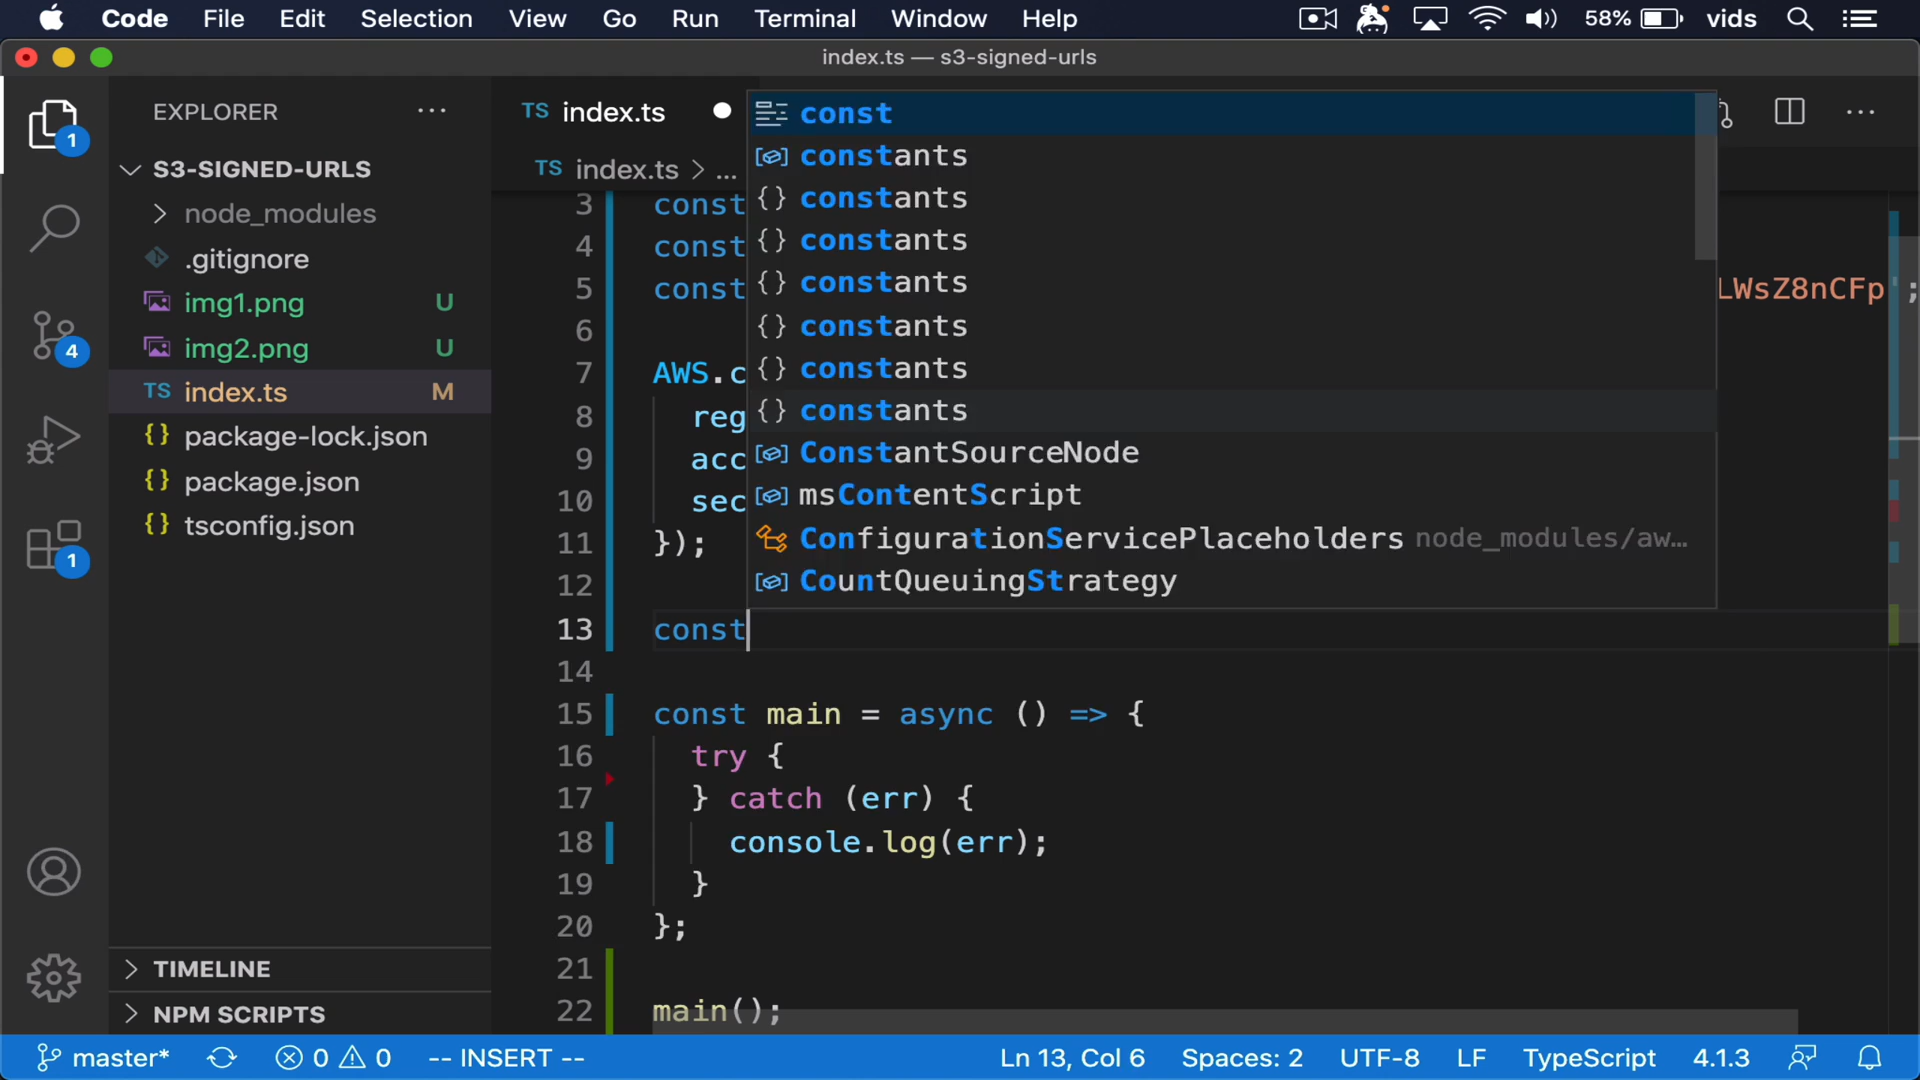 Code File Edit Selection View Go Run Terminal Window Help 58% vids
index.ts — s3-signed-urls
EXPLORER ...
S3-SIGNED-URLS
node_modules
.gitignore
img1.png U
img2.png U
TS index.ts M
{} package-lock.json
{} package.json
{} tsconfig.json
TIMELINE
NPM SCRIPTS
1
4
1
TS index.ts
TS index.ts > ...
const
constants
{} constants
{} constants
{} constants
{} constants
{} constants
{} constants
ConstantSourceNode
msContentScript
ConfigurationServicePlaceholders node_modules/aw...
CountQueuingStrategy
3 const
4 const
5 const LWsZ8nCFp';
6
7 AWS.c
8 reg
9 acc
10 sec
11 });
12
13 const
14
15 const main = async () => {
16 try {
17 } catch (err) {
18 console.log(err);
19 }
20 };
21
22 main();
master* 0 0 -- INSERT -- Ln 13, Col 6 Spaces: 2 UTF-8 LF TypeScript 4.1.3